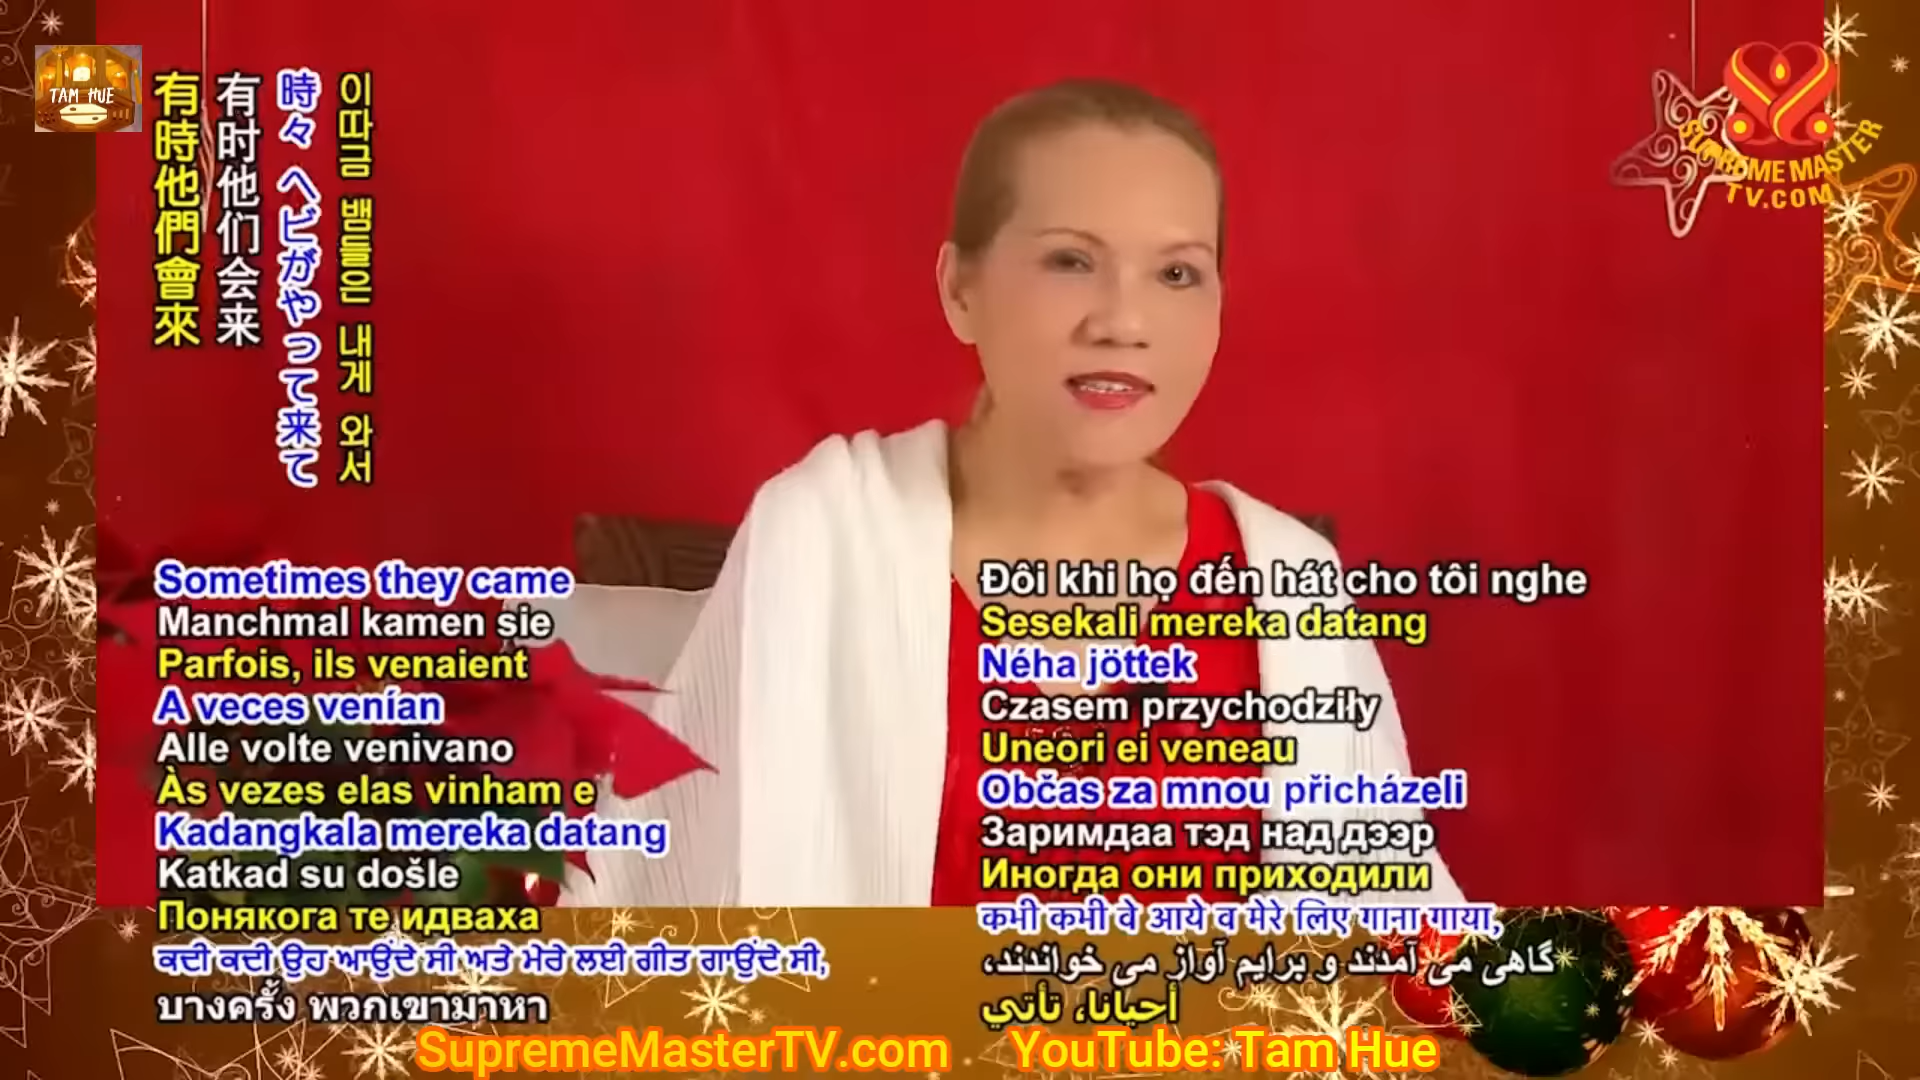 TAM HUE
SUPREME MASTER
TV.COM
有時他們會來
有时他们会来
時々 ヘビがやって来て
이따금 뱀들은 내게 와서
Sometimes they came
Manchmal kamen sie
Parfois, ils venaient
A veces venían
Alle volte venivano
Às vezes elas vinham e
Kadangkala mereka datang
Katkad su došle
Понякога те идваха
ਕਦੀ ਕਦੀ ਉਹ ਆਉਂਦੇ ਸੀ ਅਤੇ ਮੇਰੇ ਲਈ ਗੀਤ ਗਾਉਂਦੇ ਸੀ,
บางครั้ง พวกเขามาหา
Đôi khi họ đến hát cho tôi nghe
Sesekali mereka datang
Néha jöttek
Czasem przychodziły
Uneori ei veneau
Občas za mnou přicházeli
Заримдаа тэд над дээр
Иногда они приходили
कभी कभी वे आये व मेरे लिए गाना गाया,
گاهی می آمدند و برایم آواز می خواندند،
أحيانا، تأتي
SupremeMasterTV.com YouTube: Tam Hue